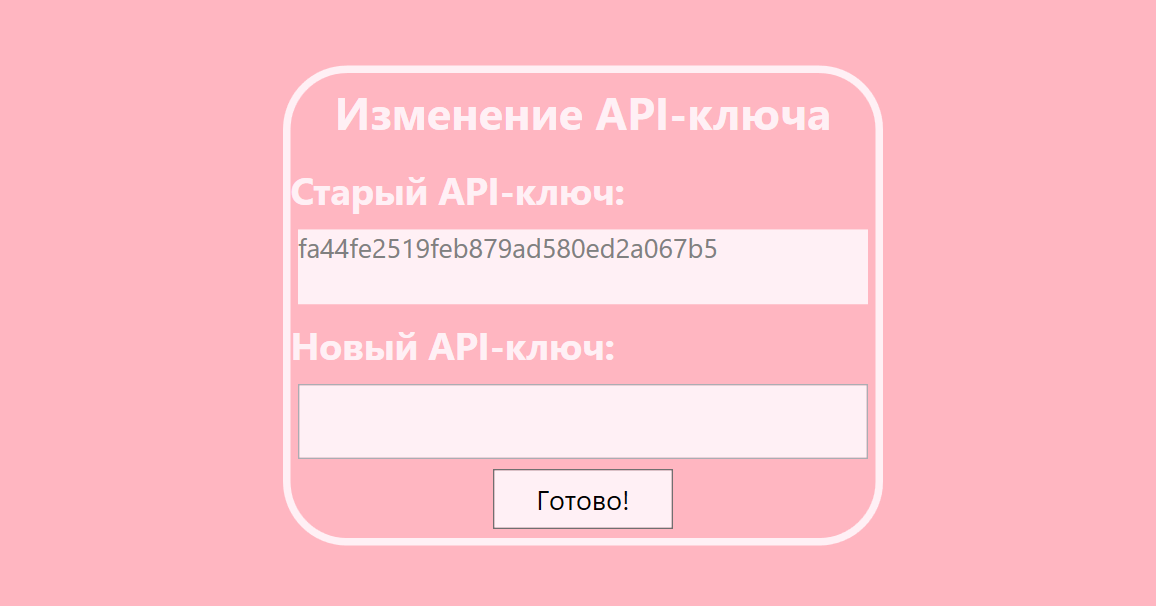 Изменение API-ключа
Старый API-ключ:
fa44fe2519feb879ad580ed2a067b5
Новый API-ключ:
Готово!